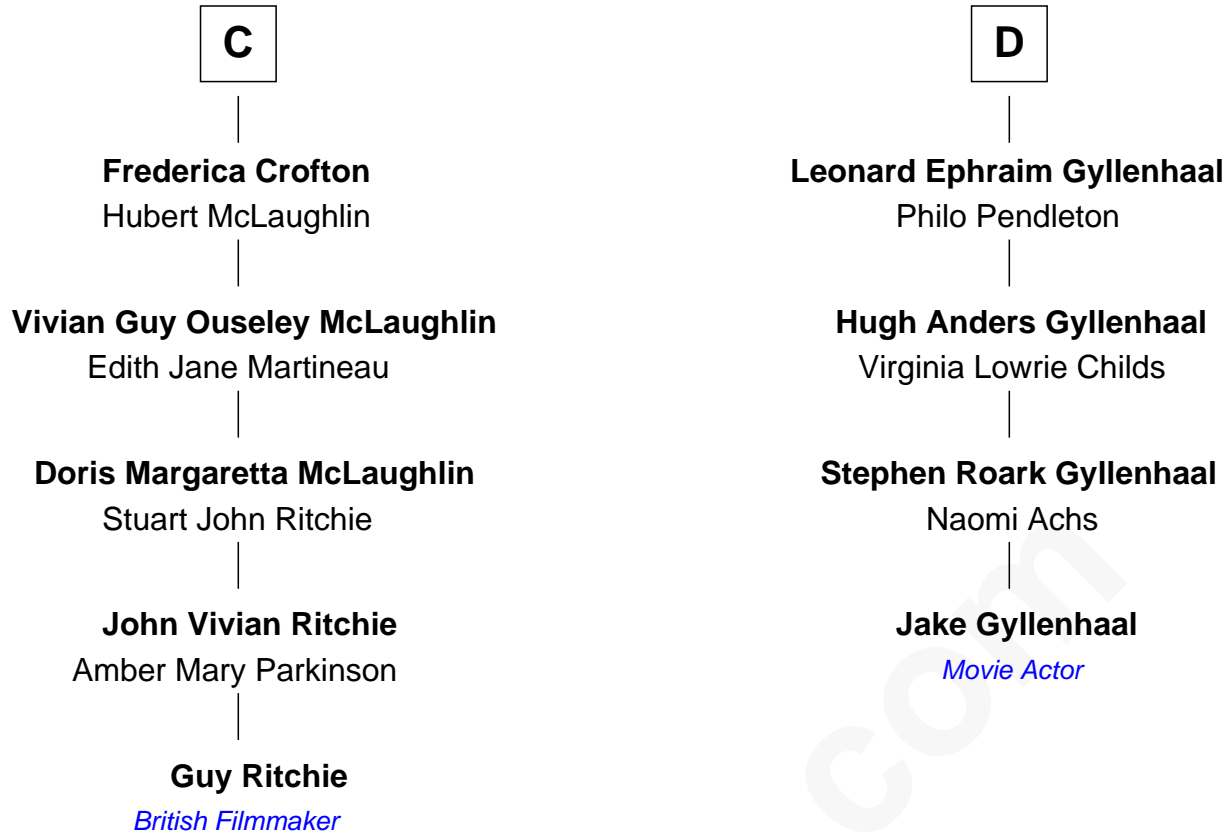 C
Frederica Crofton
Hubert McLaughlin
Vivian Guy Ouseley McLaughlin
Edith Jane Martineau
Doris Margaretta McLaughlin
Stuart John Ritchie
John Vivian Ritchie
Amber Mary Parkinson
Guy Ritchie
British Filmmaker
D
Leonard Ephraim Gyllenhaal
Philo Pendleton
Hugh Anders Gyllenhaal
Virginia Lowrie Childs
Stephen Roark Gyllenhaal
Naomi Achs
Jake Gyllenhaal
Movie Actor
com